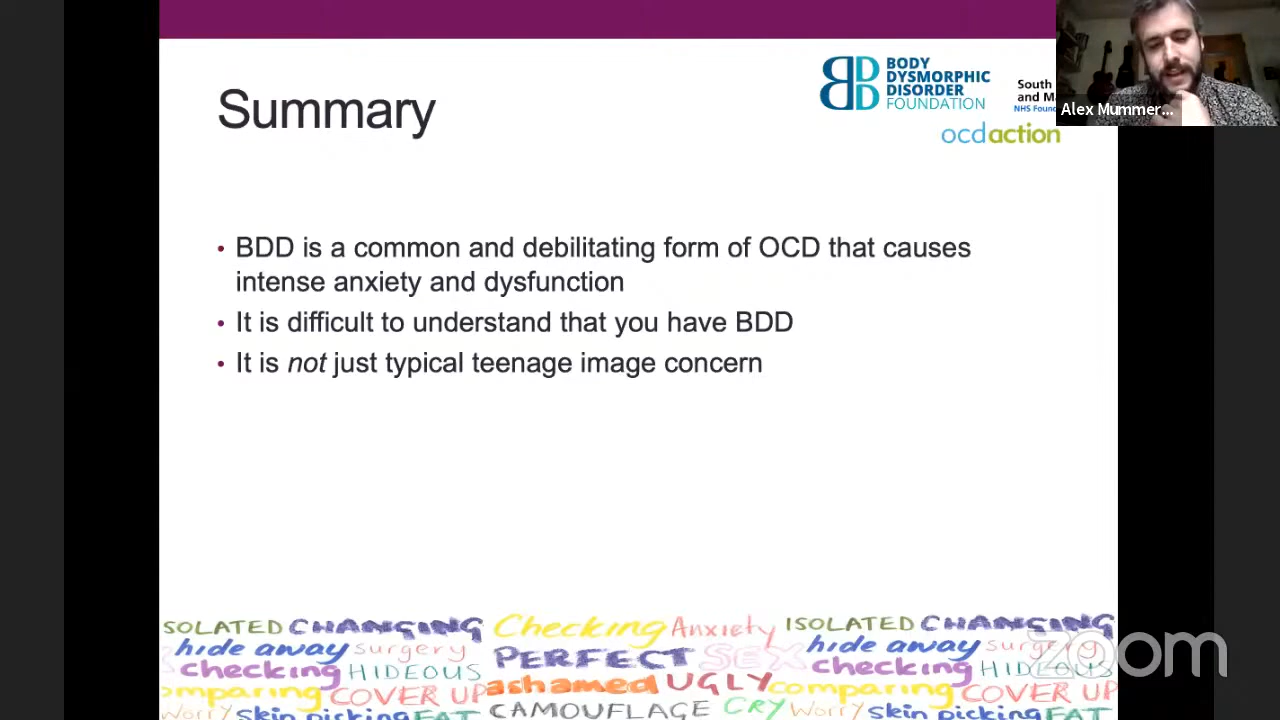 Summary
BODY
DYSMORPHIC
DISORDER
FOUNDATION
South
and Ma
NHS Found
ocdaction
Alex Mummer...
• BDD is a common and debilitating form of OCD that causes
intense anxiety and dysfunction
• It is difficult to understand that you have BDD
• It is not just typical teenage image concern
SOLATED CHANGING Checking Anxiety ISOLATED CHANGING
hide away surgery PERFECT SEX hide away surgery
checking HIDEOUS ashamed UGLY checking HIDEOUS
omparing COVER UP CAMOUFLAGE CRY comparing COVER UP
Worry skin picking FAT Worry skin picking FAT
zoom